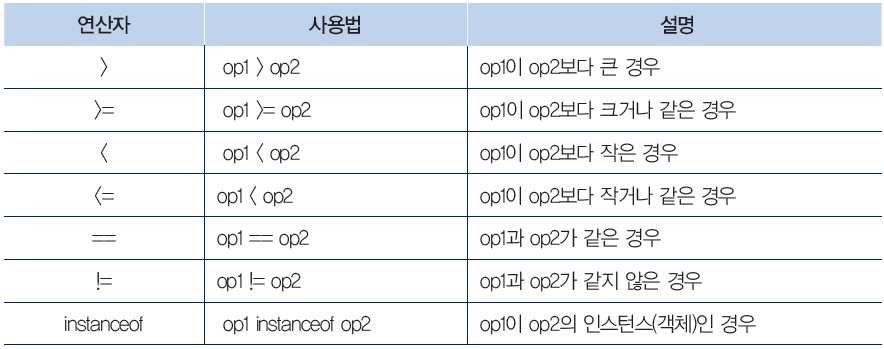 연산자 사용법 설명
> op1 > op2 op1이 op2보다 큰 경우
>= op1 >= op2 op1이 op2보다 크거나 같은 경우
< op1 < op2 op1이 op2보다 작은 경우
<= op1 < op2 op1이 op2보다 작거나 같은 경우
== op1 == op2 op1과 op2가 같은 경우
!= op1 != op2 op1과 op2가 같지 않은 경우
instanceof op1 instanceof op2 op1이 op2의 인스턴스(객체)인 경우